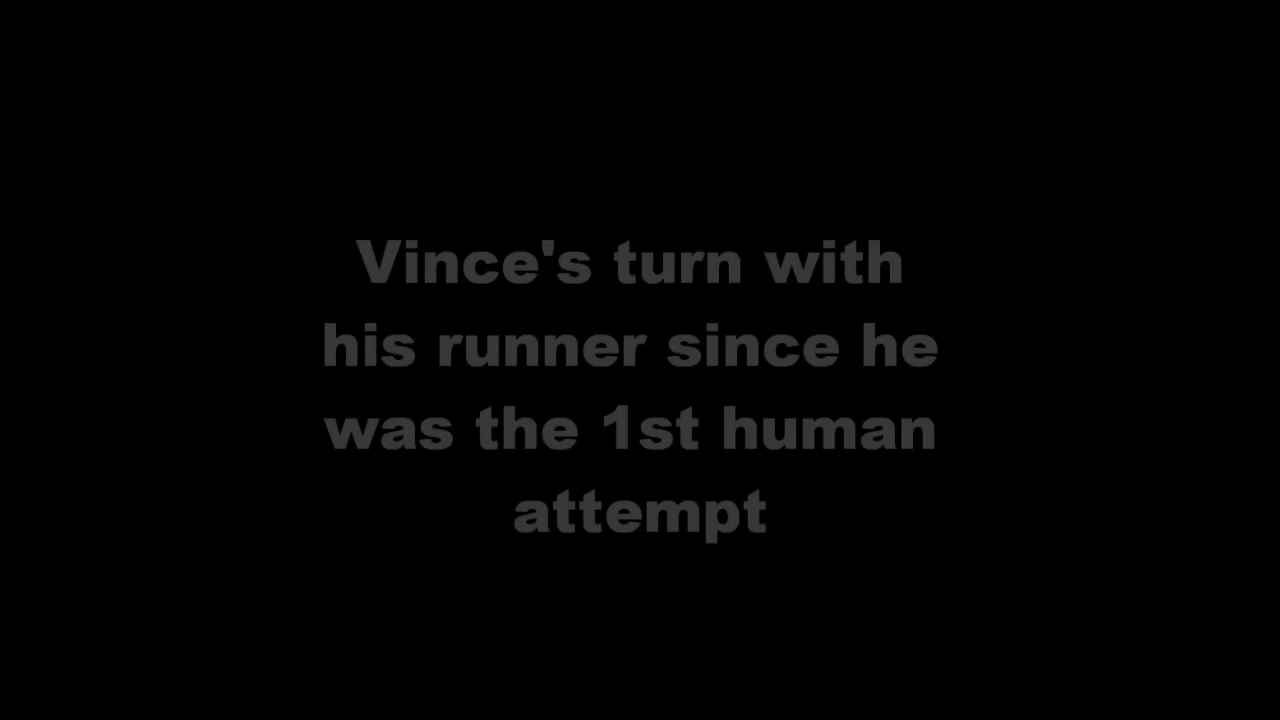 Vince's turn with
his runner since he
was the 1st human
attempt